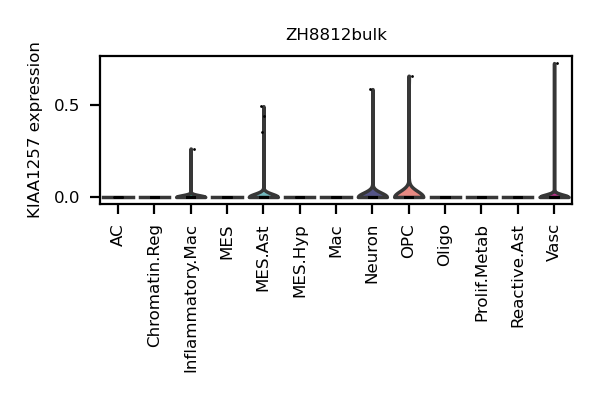 ZH8812bulk
KIAA1257 expression
0.5
0.0
AC
Chromatin.Reg
Inflammatory.Mac
MES
MES.Ast
MES.Hyp
Mac
Neuron
OPC
Oligo
Prolif.Metab
Reactive.Ast
Vasc